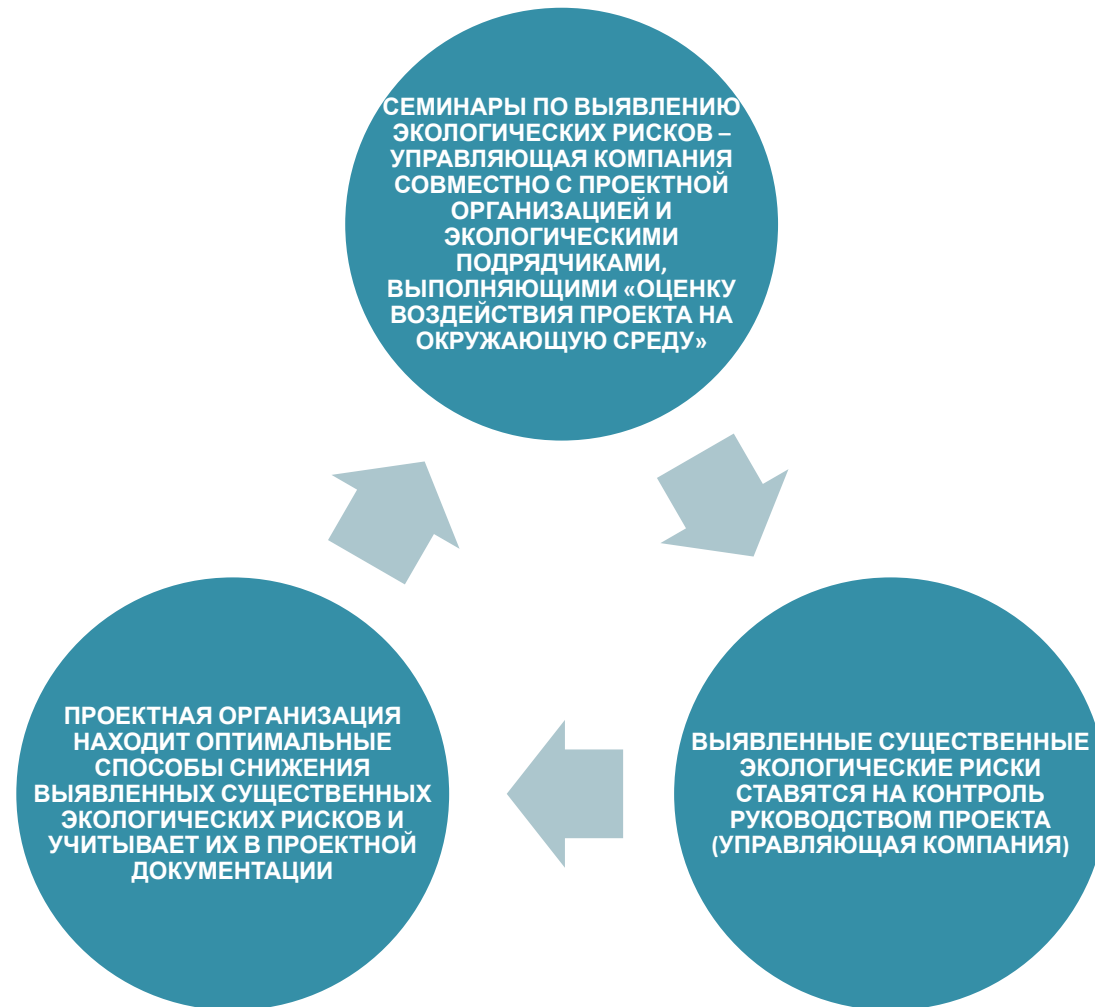 СЕМИНАРЫ ПО ВЫЯВЛЕНИЮ
ЭКОЛОГИЧЕСКИХ РИСКОВ –
УПРАВЛЯЮЩАЯ КОМПАНИЯ
СОВМЕСТНО С ПРОЕКТНОЙ
ОРГАНИЗАЦИЕЙ И
ЭКОЛОГИЧЕСКИМИ
ПОДРЯДЧИКАМИ,
ВЫПОЛНЯЮЩИМИ «ОЦЕНКУ
ВОЗДЕЙСТВИЯ ПРОЕКТА НА
ОКРУЖАЮЩУЮ СРЕДУ»
ВЫЯВЛЕННЫЕ СУЩЕСТВЕННЫЕ
ЭКОЛОГИЧЕСКИЕ РИСКИ
СТАВЯТСЯ НА КОНТРОЛЬ
РУКОВОДСТВОМ ПРОЕКТА
(УПРАВЛЯЮЩАЯ КОМПАНИЯ)
ПРОЕКТНАЯ ОРГАНИЗАЦИЯ
НАХОДИТ ОПТИМАЛЬНЫЕ
СПОСОБЫ СНИЖЕНИЯ
ВЫЯВЛЕННЫХ СУЩЕСТВЕННЫХ
ЭКОЛОГИЧЕСКИХ РИСКОВ И
УЧИТЫВАЕТ ИХ В ПРОЕКТНОЙ
ДОКУМЕНТАЦИИ